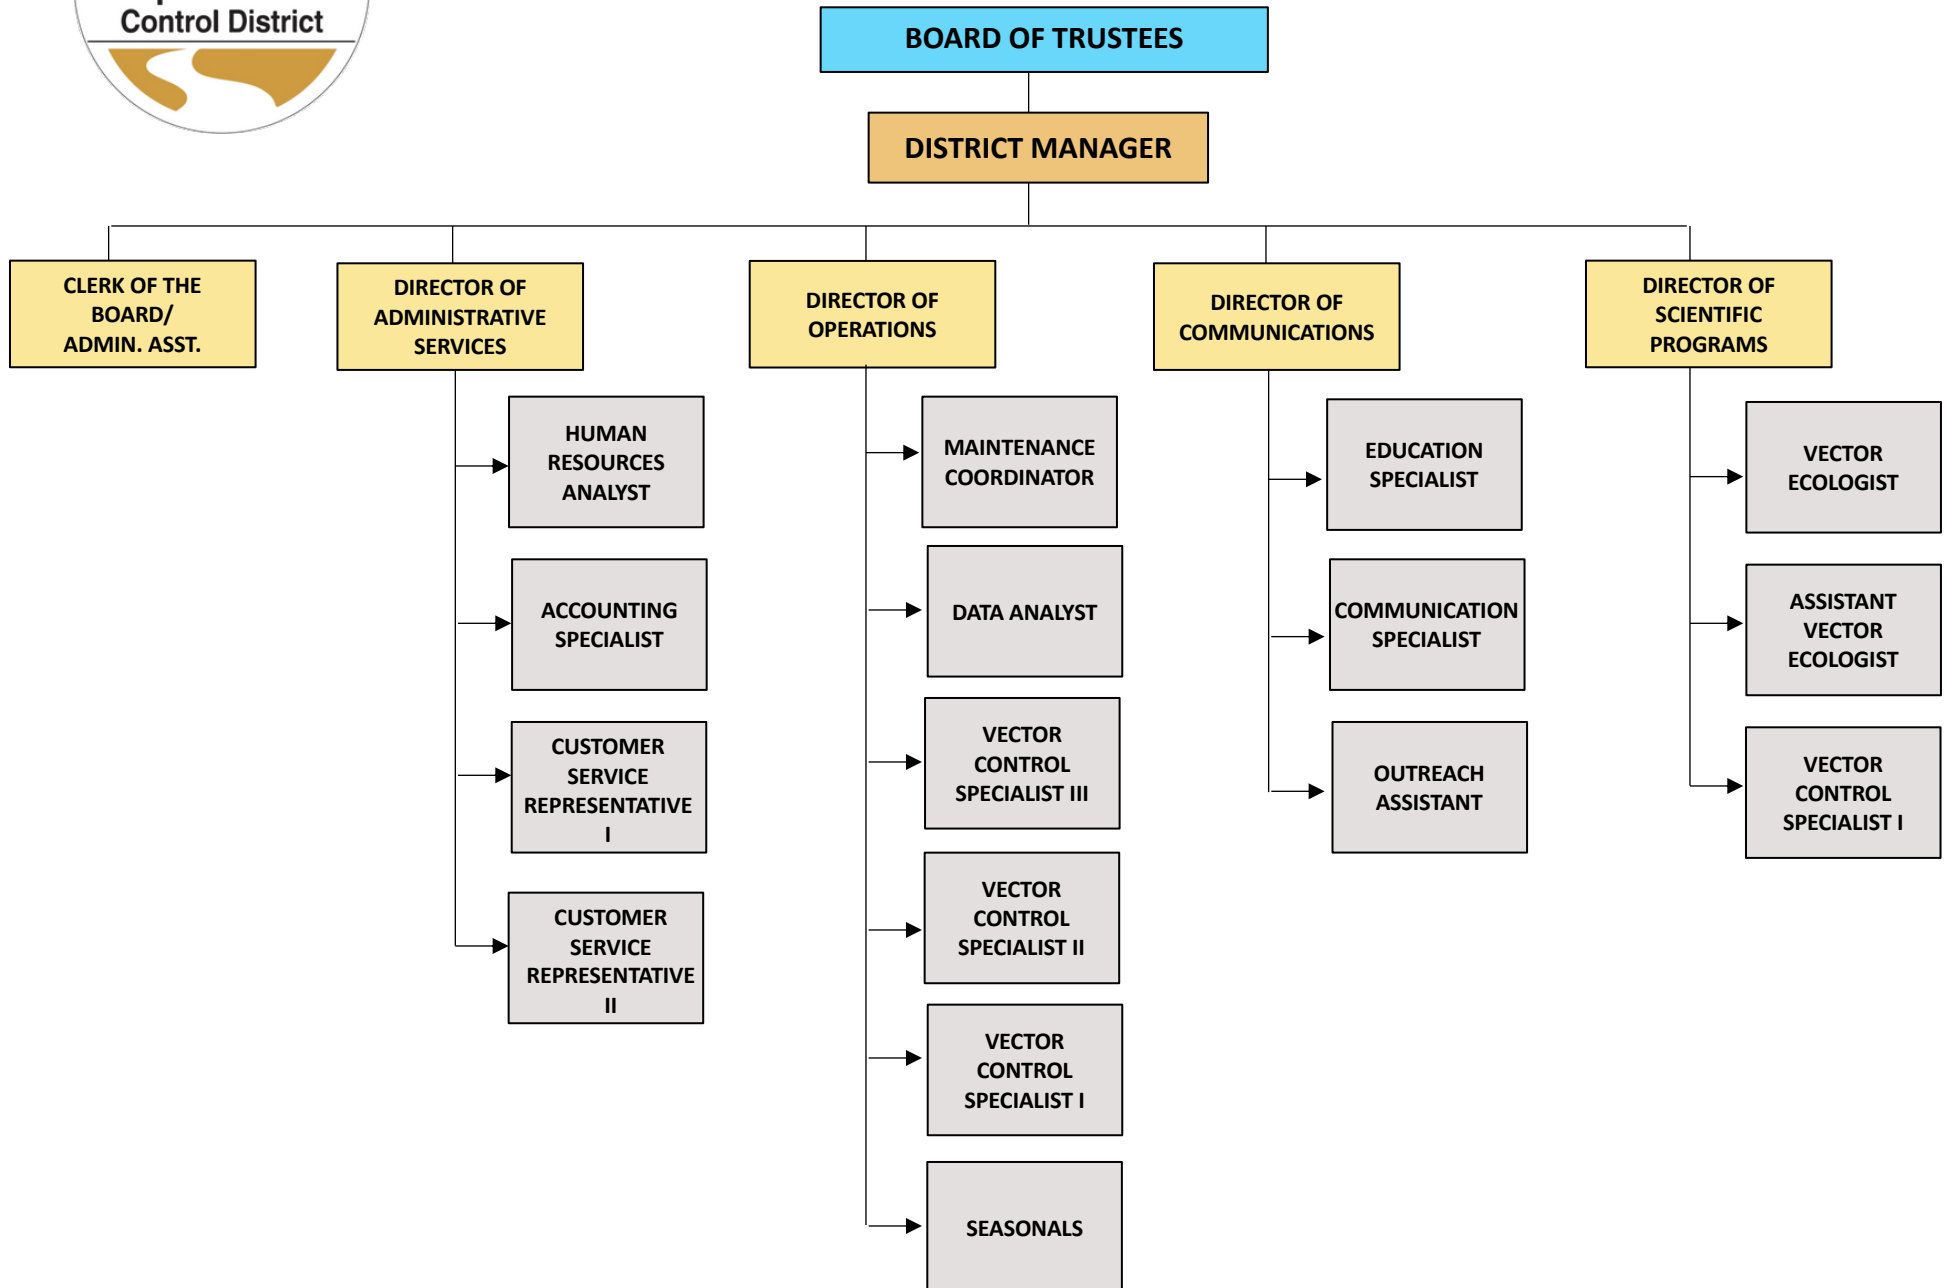 Control District
BOARD OF TRUSTEES
DISTRICT MANAGER
CLERK OF THE
BOARD/
ADMIN. ASST.
DIRECTOR OF
ADMINISTRATIVE
SERVICES
DIRECTOR OF
OPERATIONS
DIRECTOR OF
COMMUNICATIONS
DIRECTOR OF
SCIENTIFIC
PROGRAMS
HUMAN
RESOURCES
ANALYST
ACCOUNTING
SPECIALIST
CUSTOMER
SERVICE
REPRESENTATIVE
I
CUSTOMER
SERVICE
REPRESENTATIVE
II
MAINTENANCE
COORDINATOR
DATA ANALYST
VECTOR
CONTROL
SPECIALIST III
VECTOR
CONTROL
SPECIALIST II
VECTOR
CONTROL
SPECIALIST I
SEASONALS
EDUCATION
SPECIALIST
COMMUNICATION
SPECIALIST
OUTREACH
ASSISTANT
VECTOR
ECOLOGIST
ASSISTANT
VECTOR
ECOLOGIST
VECTOR
CONTROL
SPECIALIST I